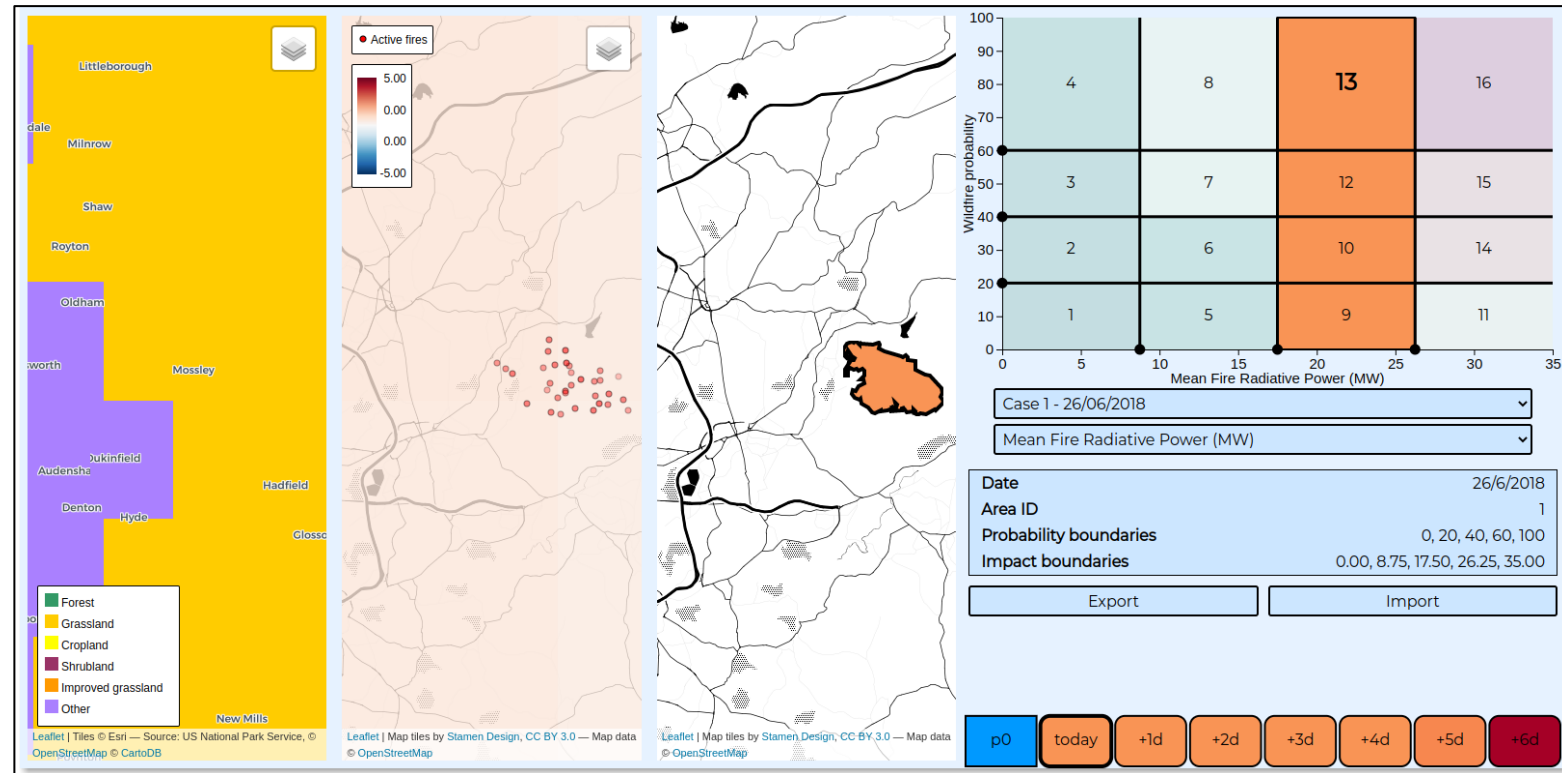 Littleborough
dale
Milnrow
Shaw
Royton
Oldham
sworth
Mossley
Dukinfield
Audensha
Hadfield
Denton
Hyde
Glosso
Forest
Grassland
Cropland
Shrubland
Improved grassland
Other
New Mills
Leaflet | Tiles © Esri — Source: US National Park Service, ©
OpenStreetMap © CartoDB
Poynton
Active fires
5.00
0.00
0.00
-5.00
Leaflet | Map tiles by Stamen Design, CC BY 3.0 — Map data
© OpenStreetMap
Leaflet | Map tiles by Stamen Design, CC BY 3.0 — Map data
© OpenStreetMap
Wildfire probability
100
90
80
70
60
50
40
30
20
10
0
4 8 13 16
3 7 12 15
2 6 10 14
1 5 9 11
0 5 10 15 20 25 30 35
Mean Fire Radiative Power (MW)
Case 1 - 26/06/2018
Mean Fire Radiative Power (MW)
Date 26/6/2018
Area ID 1
Probability boundaries 0, 20, 40, 60, 100
Impact boundaries 0.00, 8.75, 17.50, 26.25, 35.00
Export Import
p0 today +1d +2d +3d +4d +5d +6d